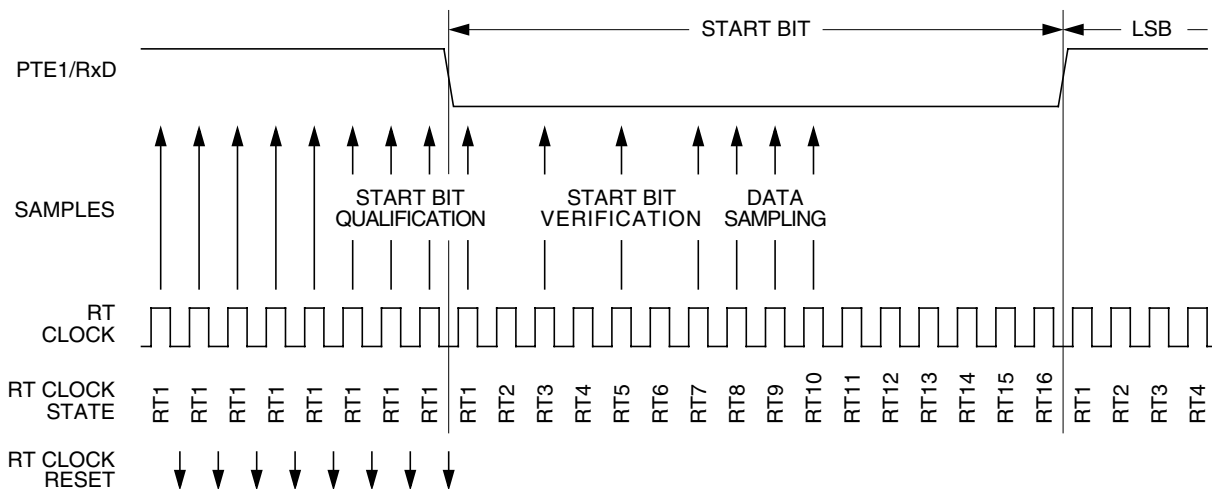 START BIT
LSB
PTE1/RxD
SAMPLES
START BIT
QUALIFICATION
START BIT
VERIFICATION
DATA
SAMPLING
RT
CLOCK
RT CLOCK
STATE
RT1 RT1 RT1 RT1 RT1 RT1 RT1 RT1 RT1 RT2 RT3 RT4 RT5 RT6 RT7 RT8 RT9 RT10 RT11 RT12 RT13 RT14 RT15 RT16 RT1 RT2 RT3 RT4
RT CLOCK
RESET